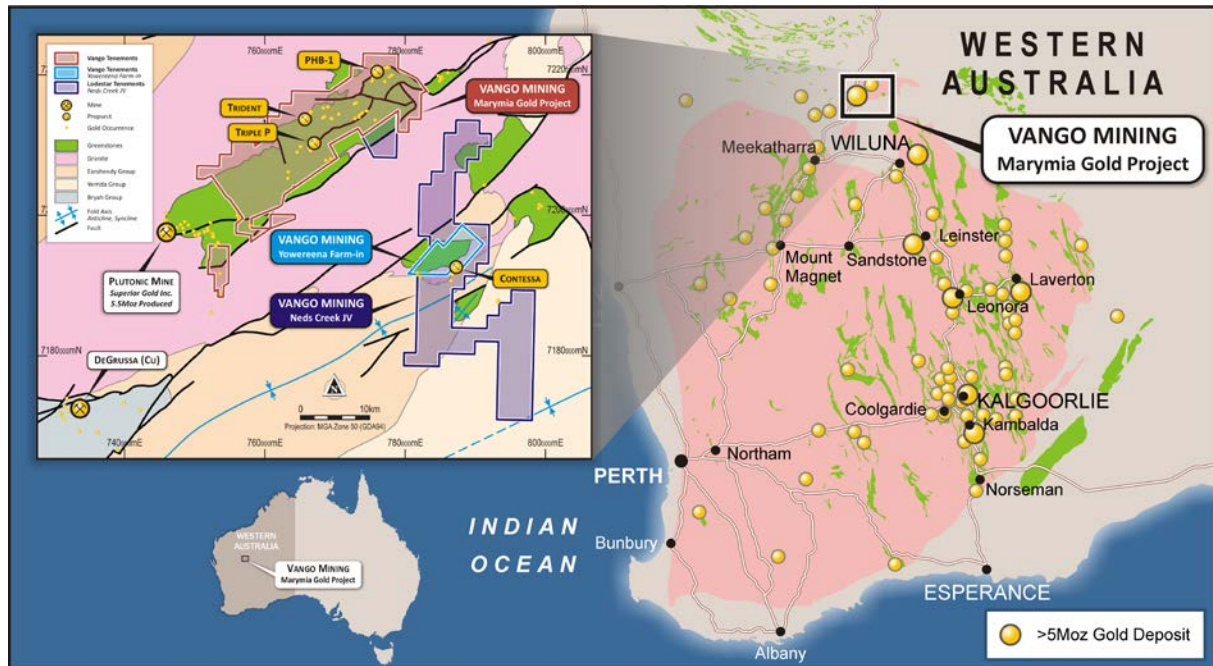 760000mE
780000mE
800000mE
7220000mN
Vango Tenements
Vango Tenements
Yowereena Farm-in
Lodestar Tenements
Neds Creek JV
Mine
Prospect
Gold Occurrence
Greenstones
Granite
Earaheedy Group
Yerrida Group
Bryah Group
Fold Axis
Anticline, Syncline
Fault
PHB-1
TRIDENT
TRIPLE P
VANGO MINING
Marymia Gold Project
VANGO MINING
Yowereena Farm-in
CONTESSA
PLUTONIC MINE
Superior Gold Inc.
5.5Moz Produced
VANGO MINING
Neds Creek JV
7180000mN
DEGRUSSA (CU)
0 10km
Projection: MGA Zone 50 (GDA94)
760000mE
780000mE
800000mE
WESTERN
AUSTRALIA
VANGO MINING
Marymia Gold Project
Meekatharra
WILUNA
Leinster
Mount
Magnet
Sandstone
Laverton
Leonora
KALGOORLIE
Coolgardie
Kambalda
Northam
PERTH
Norseman
INDIAN
OCEAN
Bunbury
ESPERANCE
Albany
>5Moz Gold Deposit
WESTERN
AUSTRALIA
VANGO MINING
Marymia Gold Project